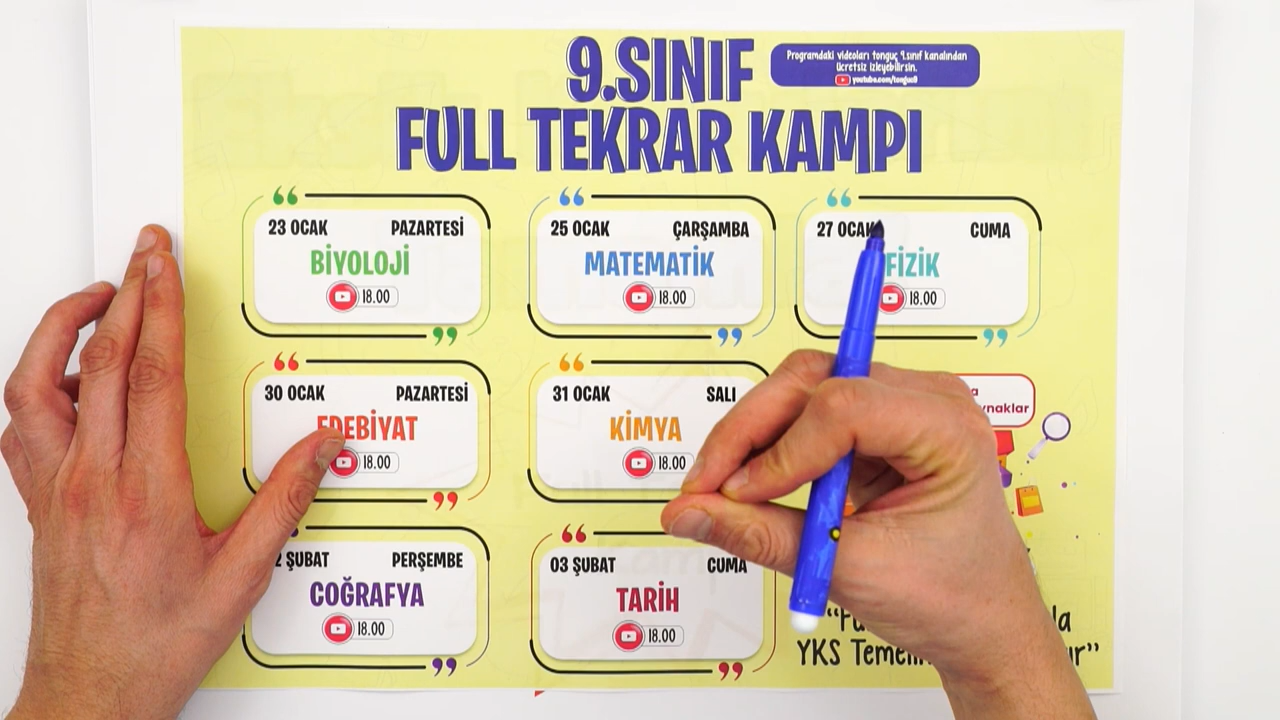 9.SINIF
FULL TEKRAR KAMPI
Programdaki videoları tonguç 9.sınıf kanalından
ücretsiz izleyebilirsin.
youtube.com/tonguc9
23 OCAK PAZARTESİ
BİYOLOJİ
18.00
25 OCAK ÇARŞAMBA
MATEMATİK
18.00
27 OCAK CUMA
FİZİK
18.00
30 OCAK PAZARTESİ
EDEBİYAT
18.00
31 OCAK SALI
KİMYA
18.00
ŞUBAT PERŞEMBE
COĞRAFYA
18.00
03 ŞUBAT CUMA
TARİH
18.00
YKS